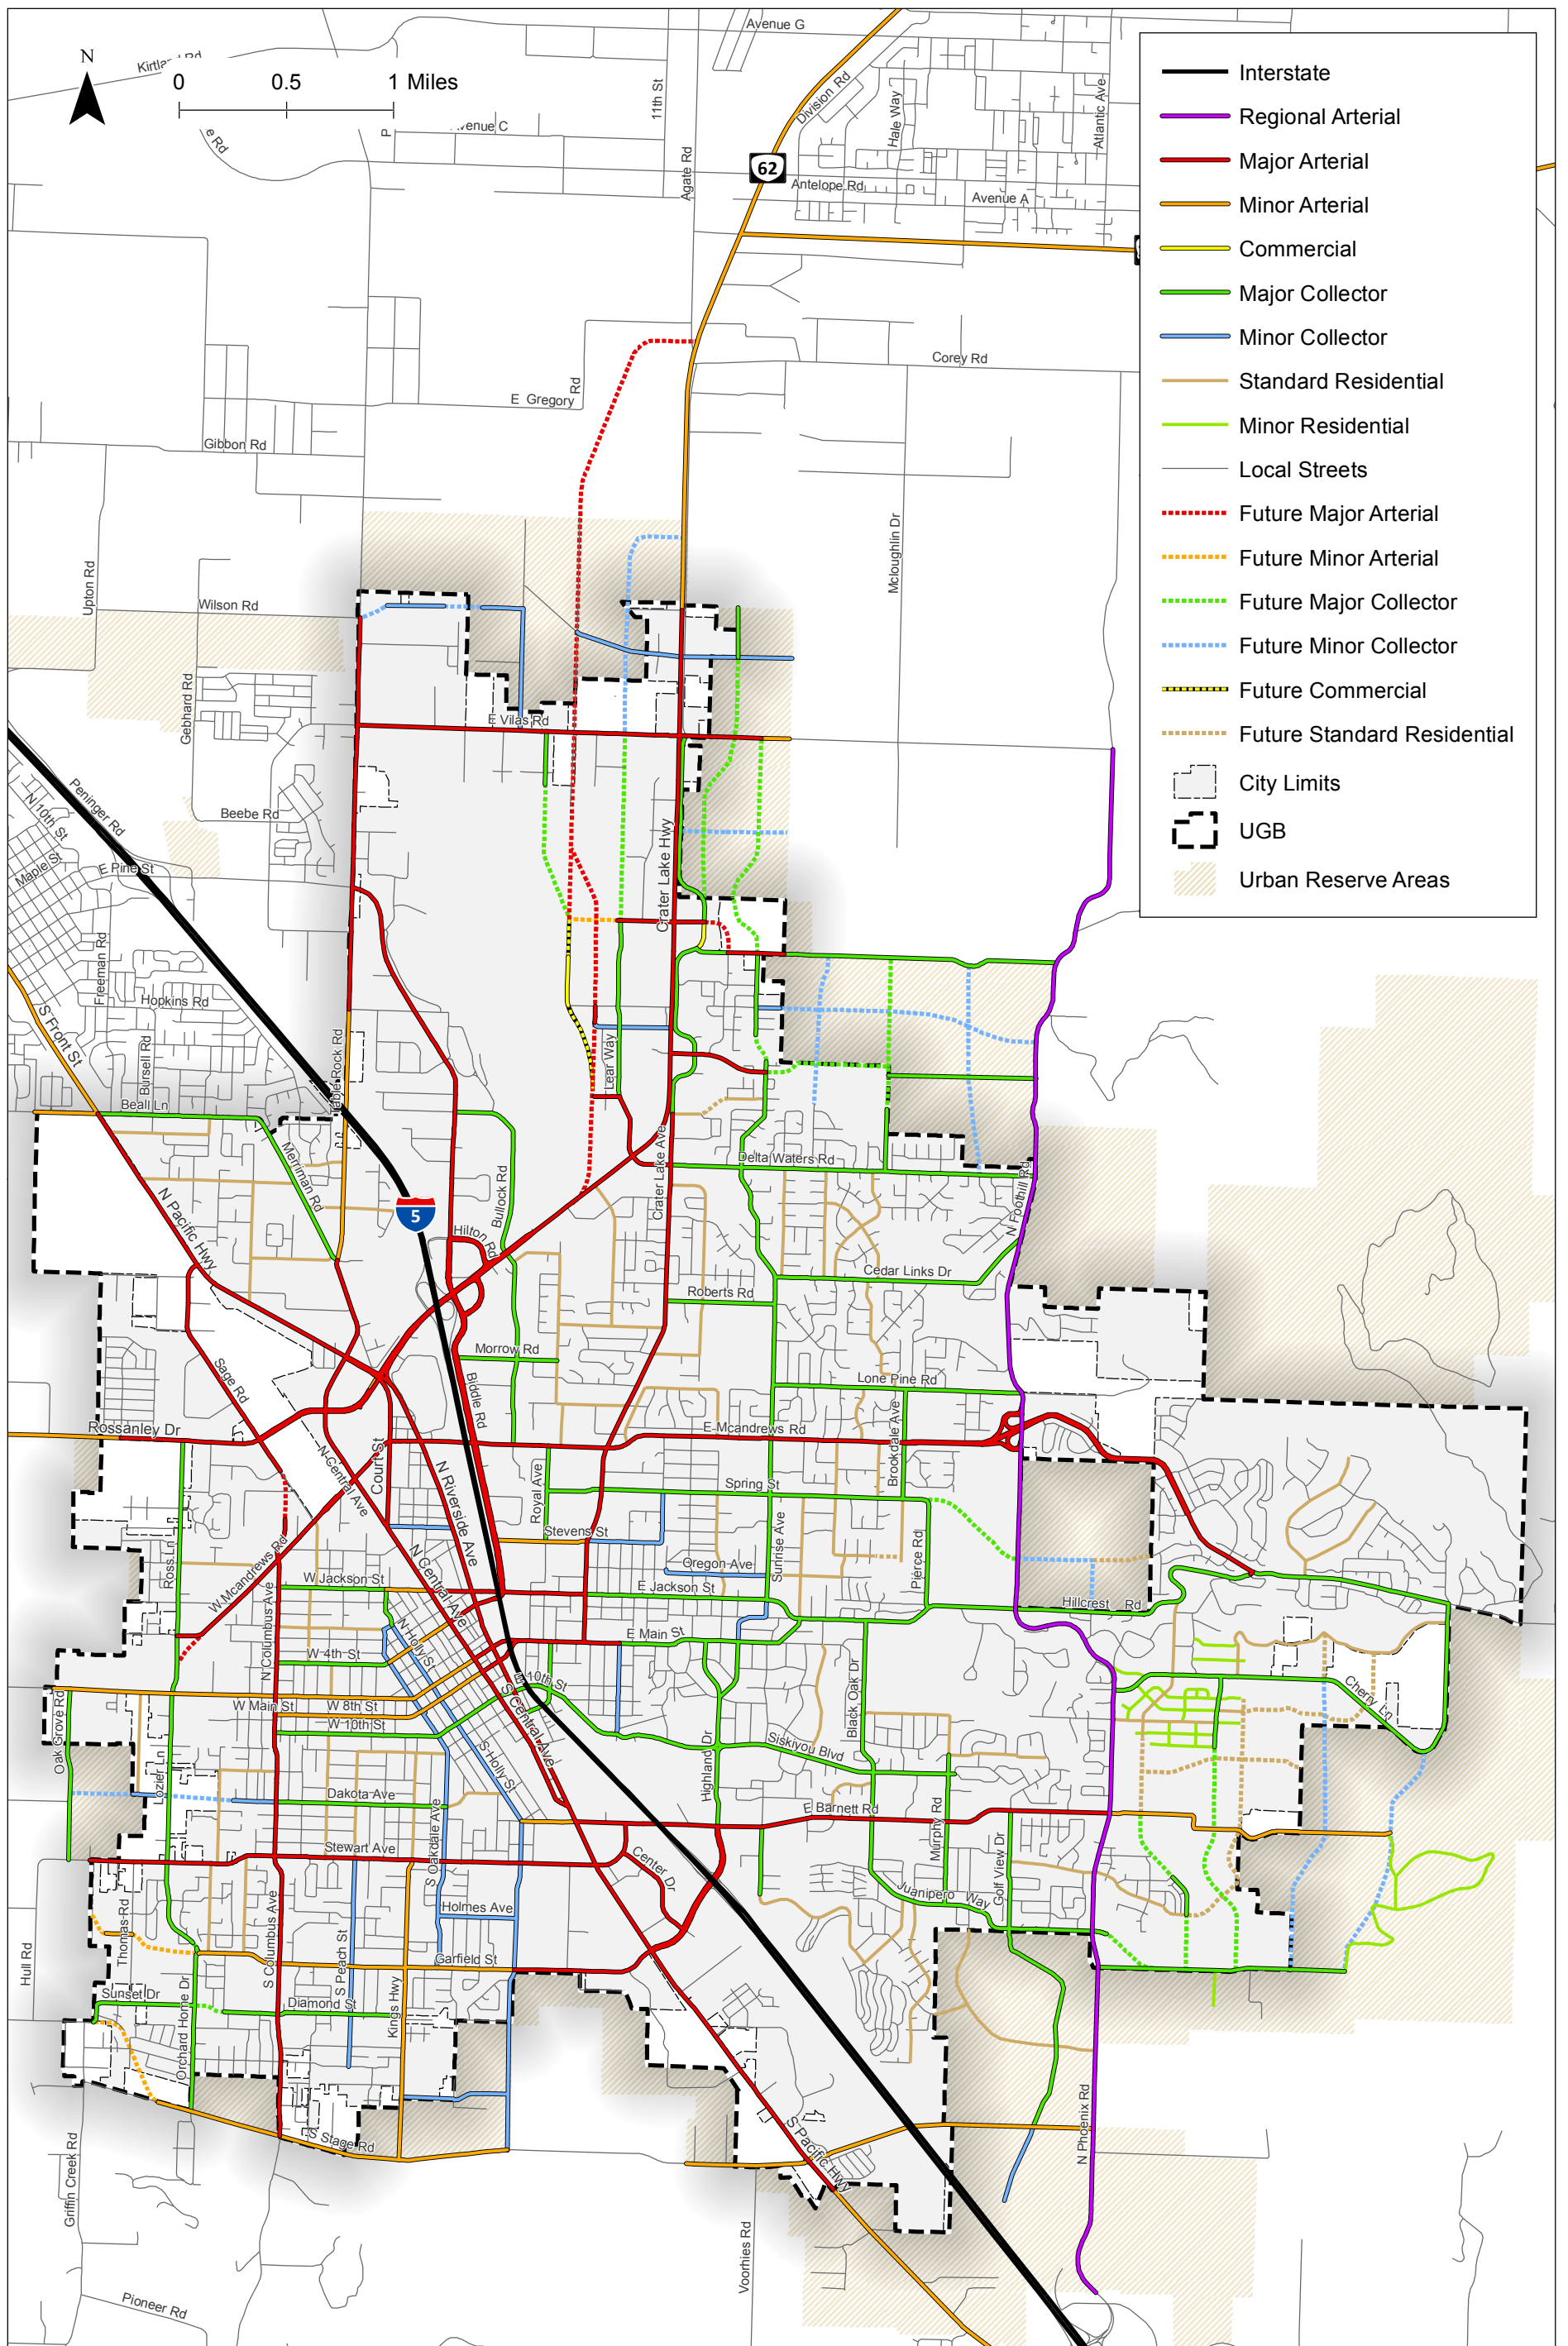 Avenue G
N
Kirtland Rd
0 0.5 1 Miles
Interstate
Regional Arterial
Major Arterial
Minor Arterial
Commercial
Major Collector
Minor Collector
Standard Residential
Minor Residential
Local Streets
Future Major Arterial
Future Minor Arterial
Future Major Collector
Future Minor Collector
Future Commercial
Future Standard Residential
City Limits
UGB
Urban Reserve Areas
11th St
Division Rd
Hale Way
Atlantic Ave
venue C
e Rd
P
Agate Rd
62
Antelope Rd
Avenue A
Corey Rd
Rd
E Gregory
Gibbon Rd
Mcloughlin Dr
Upton Rd
Wilson Rd
Gebhard Rd
E Vilas Rd
Peninger Rd
N 10th St
Beebe Rd
Maple St
E Pine St
Crater Lake Hwy
Freeman Rd
Hopkins Rd
S Front St
Bursell Rd
Table Rock Rd
Lear Way
Beall Ln
Merriman Rd
Crater Lake Ave
Delta Waters Rd
N Foothill Rd
Bullock Rd
N Pacific Hwy
5
Hilton Rd
Cedar Links Dr
Roberts Rd
Morrow Rd
Sage Rd
Biddle Rd
Lone Pine Rd
Brookdale Ave
Rossanley Dr
E Mcandrews Rd
Court St
N Central Ave
N Riverside Ave
Royal Ave
Spring St
Stevens St
Sunrise Ave
Pierce Rd
Ross Ln
W Mcandrews Rd
N Central Ave
Oregon Ave
W Jackson St
E Jackson St
N Columbus Ave
Hillcrest Rd
N Holly St
E Main St
W 4th St
Black Oak Dr
E 10th St
Cherry Ln
Oak Grove Rd
W Main St
W 8th St
W 10th St
S Central Ave
Siskiyou Blvd
S Holly St
Highland Dr
Lozier Ln
Dakota Ave
E Barnett Rd
S Oakdale Ave
Murphy Rd
Stewart Ave
Center Dr
Golf View Dr
Juanipero Way
Holmes Ave
Thomas Rd
S Columbus Ave
S Peach St
Garfield St
Hull Rd
Sunset Dr
Diamond St
Orchard Home Dr
Kings Hwy
N Phoenix Rd
S Stage Rd
S Pacific Hwy
Griffin Creek Rd
Voorhies Rd
Pioneer Rd